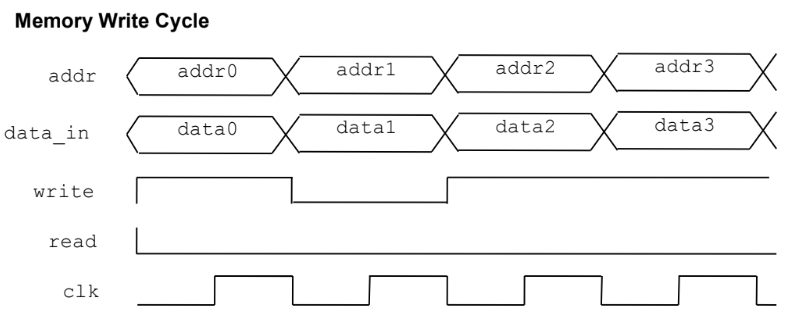 Memory Write Cycle
addr addr0 addr1 addr2 addr3
data_in data0 data1 data2 data3
write
read
clk